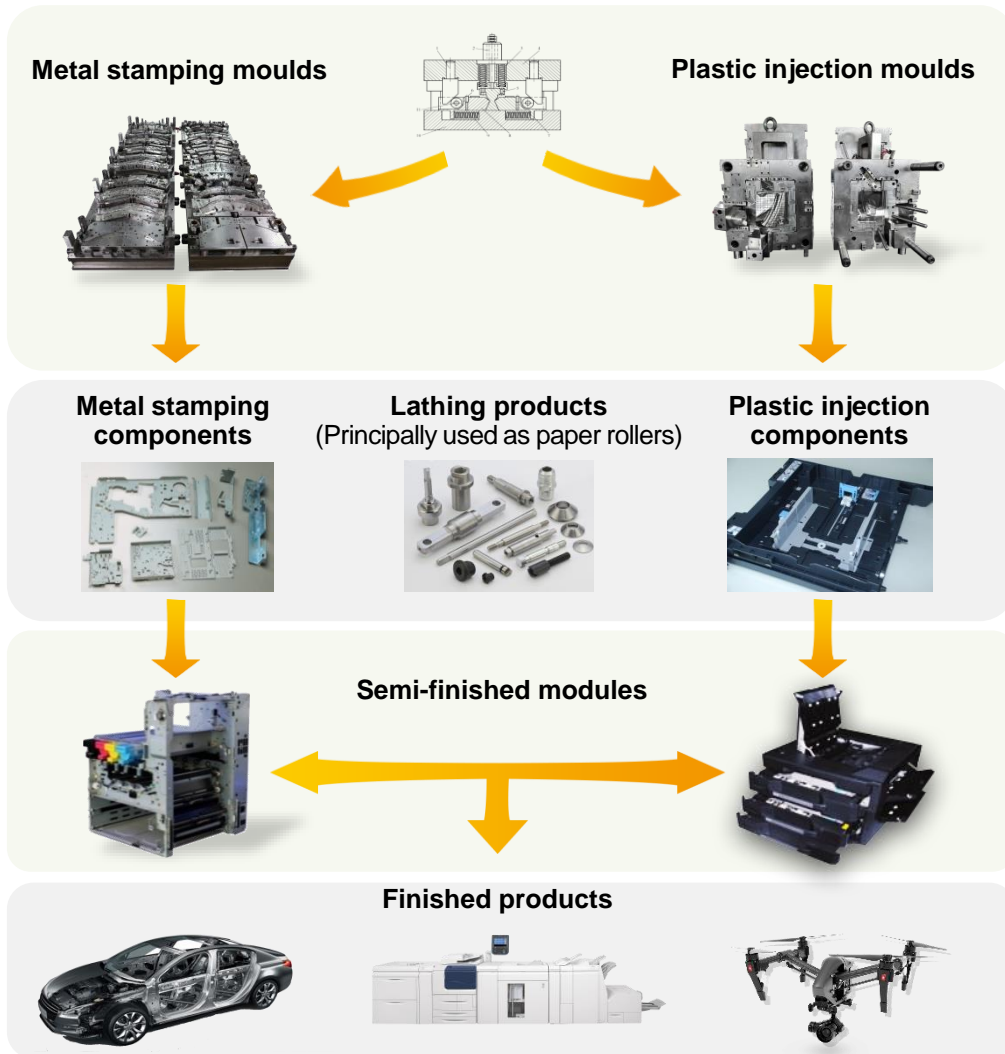 Metal stamping moulds
Plastic injection moulds
Metal stamping
components
Lathing products
(Principally used as paper rollers)
Plastic injection
components
Semi-finished modules
Finished products